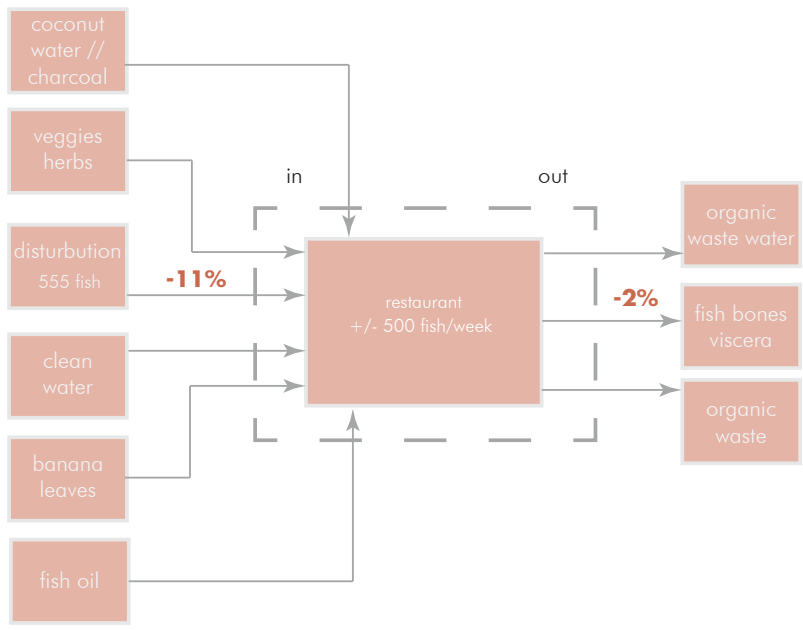 coconut
water //
charcoal
veggies
herbs
in
out
disturbution
555 fish
-11%
restaurant
+/- 500 fish/week
organic
waste water
-2%
fish bones
viscera
clean
water
organic
waste
banana
leaves
fish oil